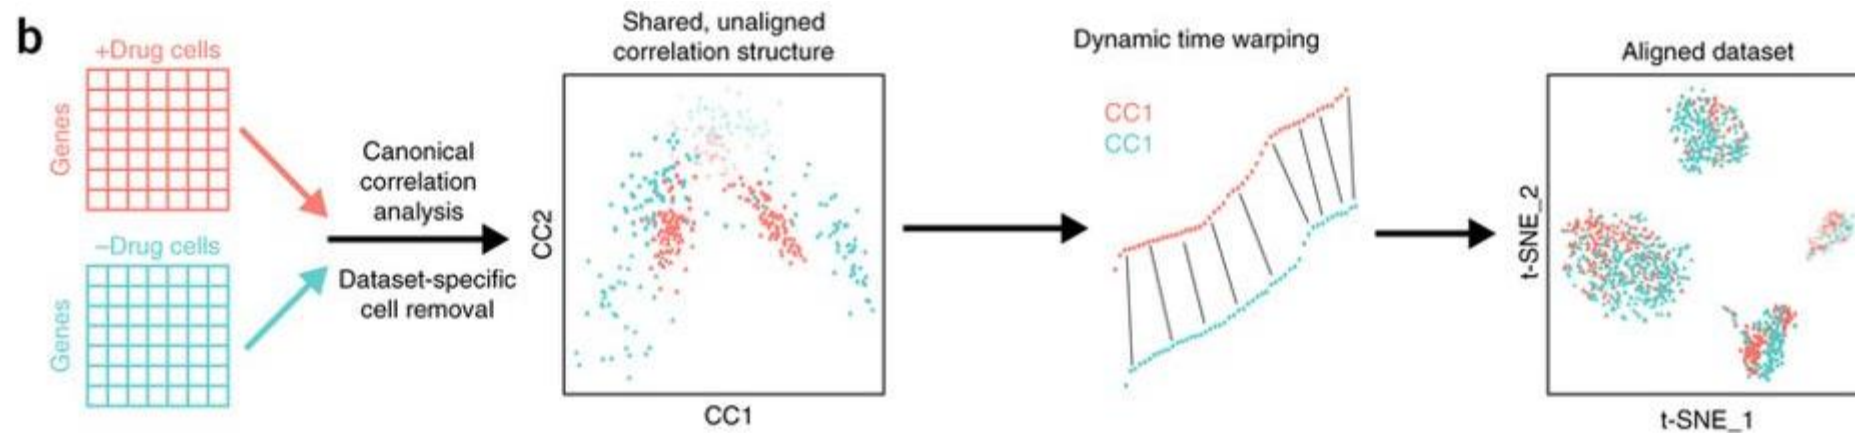 b
+Drug cells
Genes
−Drug cells
Genes
Canonical
correlation
analysis
Dataset-specific
cell removal
Shared, unaligned
correlation structure
CC2
CC1
Dynamic time warping
CC1
CC1
Aligned dataset
t-SNE_2
t-SNE_1